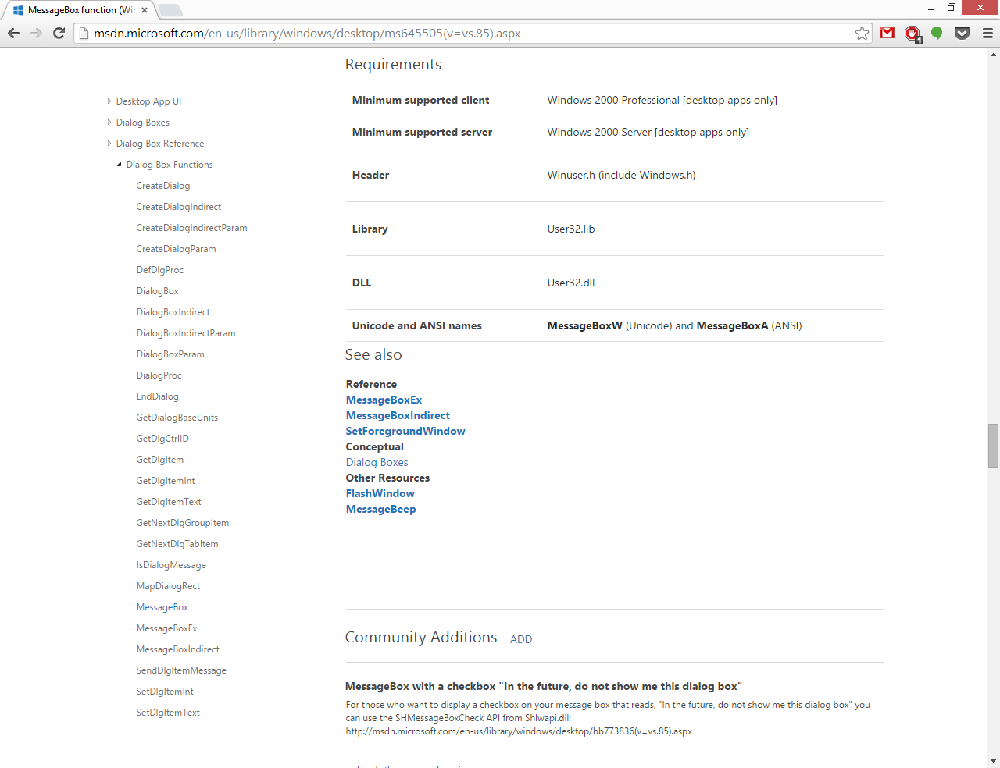 MessageBox function (Wi
msdn.microsoft.com/en-us/library/windows/desktop/ms645505(v=vs.85).aspx
1
Desktop App UI
Dialog Boxes
Dialog Box Reference
Dialog Box Functions
CreateDialog
CreateDialogIndirect
CreateDialogIndirectParam
CreateDialogParam
DefDlgProc
DialogBox
DialogBoxIndirect
DialogBoxIndirectParam
DialogBoxParam
DialogProc
EndDialog
GetDialogBaseUnits
GetDlgCtrlID
GetDlgItem
GetDlgItemInt
GetDlgItemText
GetNextDlgGroupItem
GetNextDlgTabItem
IsDialogMessage
MapDialogRect
MessageBox
MessageBoxEx
MessageBoxIndirect
SendDlgItemMessage
SetDlgItemInt
SetDlgItemText
Requirements
Minimum supported client Windows 2000 Professional [desktop apps only]
Minimum supported server Windows 2000 Server [desktop apps only]
Header Winuser.h (include Windows.h)
Library User32.lib
DLL User32.dll
Unicode and ANSI names MessageBoxW (Unicode) and MessageBoxA (ANSI)
See also
Reference
MessageBoxEx
MessageBoxIndirect
SetForegroundWindow
Conceptual
Dialog Boxes
Other Resources
FlashWindow
MessageBeep
Community Additions ADD
MessageBox with a checkbox "In the future, do not show me this dialog box"
For those who want to display a checkbox on your message box that reads, "In the future, do not show me this dialog box" you
can use the SHMessageBoxCheck API from Shlwapi.dll:
http://msdn.microsoft.com/en-us/library/windows/desktop/bb773836(v=vs.85).aspx